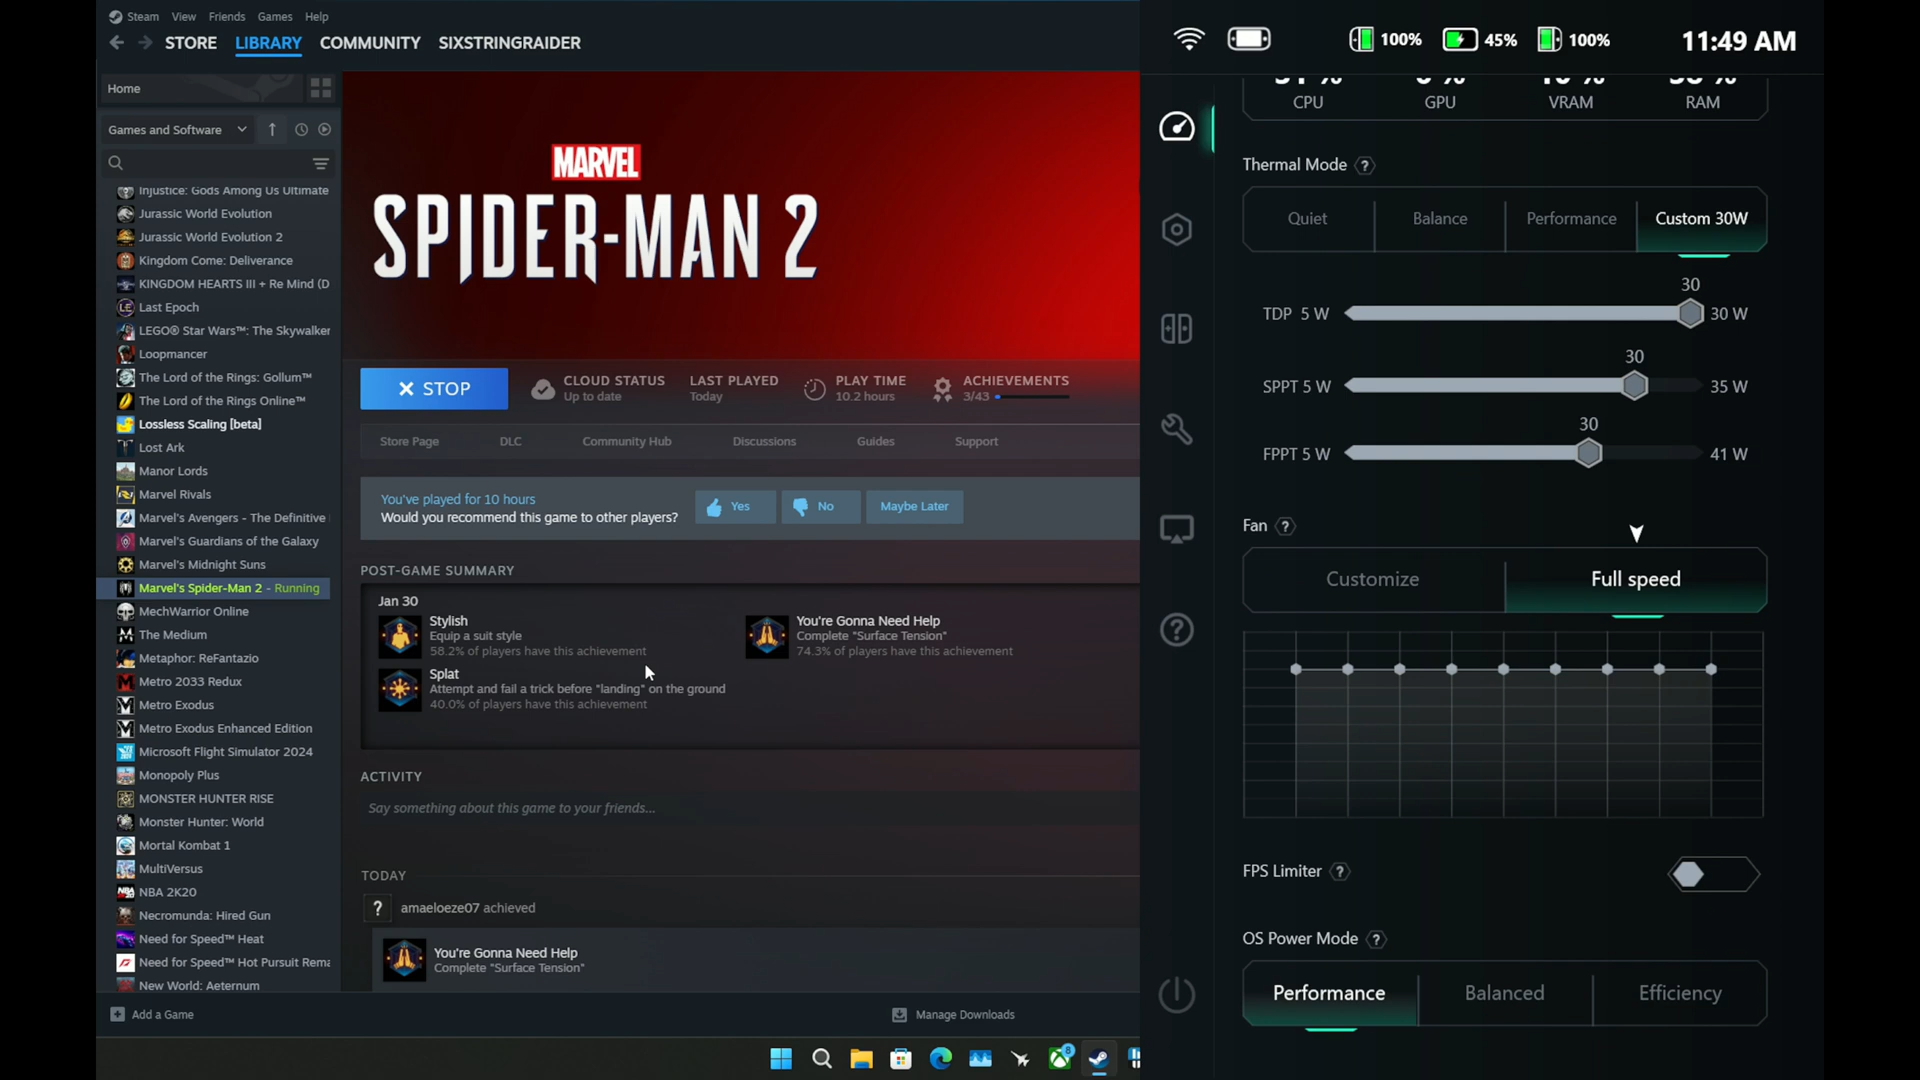 Steam View Friends Games Help
STORE LIBRARY COMMUNITY SIXSTRINGRAIDER
Home
Games and Software
Injustice: Gods Among Us Ultimate
Jurassic World Evolution
Jurassic World Evolution 2
Kingdom Come: Deliverance
KINGDOM HEARTS III + Re Mind (D
Last Epoch
LEGO® Star Wars™: The Skywalker
Loopmancer
The Lord of the Rings: Gollum™
The Lord of the Rings Online™
Lossless Scaling [beta]
Lost Ark
Manor Lords
Marvel Rivals
Marvel's Avengers - The Definitive
Marvel's Guardians of the Galaxy
Marvel's Midnight Suns
Marvel's Spider-Man 2 - Running
MechWarrior Online
The Medium
Metaphor: ReFantazio
Metro 2033 Redux
Metro Exodus
Metro Exodus Enhanced Edition
Microsoft Flight Simulator 2024
Monopoly Plus
MONSTER HUNTER RISE
Monster Hunter: World
Mortal Kombat 1
MultiVersus
NBA 2K20
Necromunda: Hired Gun
Need for Speed™ Heat
Need for Speed™ Hot Pursuit Rema
New World: Aeternum
Add a Game
MARVEL
SPIDER-MAN 2
STOP
CLOUD STATUS
Up to date
LAST PLAYED
Today
PLAY TIME
10.2 hours
ACHIEVEMENTS
3/43
Store Page DLC Community Hub Discussions Guides Support
You've played for 10 hours
Would you recommend this game to other players?
Yes No Maybe Later
POST-GAME SUMMARY
Jan 30
Stylish
Equip a suit style
58.2% of players have this achievement
You're Gonna Need Help
Complete "Surface Tension"
74.3% of players have this achievement
Splat
Attempt and fail a trick before "landing" on the ground
40.0% of players have this achievement
ACTIVITY
Say something about this game to your friends...
TODAY
? amaeloeze07 achieved
You're Gonna Need Help
Complete "Surface Tension"
Manage Downloads
8
100% 45% 100% 11:49 AM
CPU GPU VRAM RAM
Thermal Mode ?
Quiet Balance Performance Custom 30W
30
TDP 5 W 30 W
30
SPPT 5 W 35 W
30
FPPT 5 W 41 W
Fan ?
Customize Full speed
FPS Limiter ?
OS Power Mode ?
Performance Balanced Efficiency